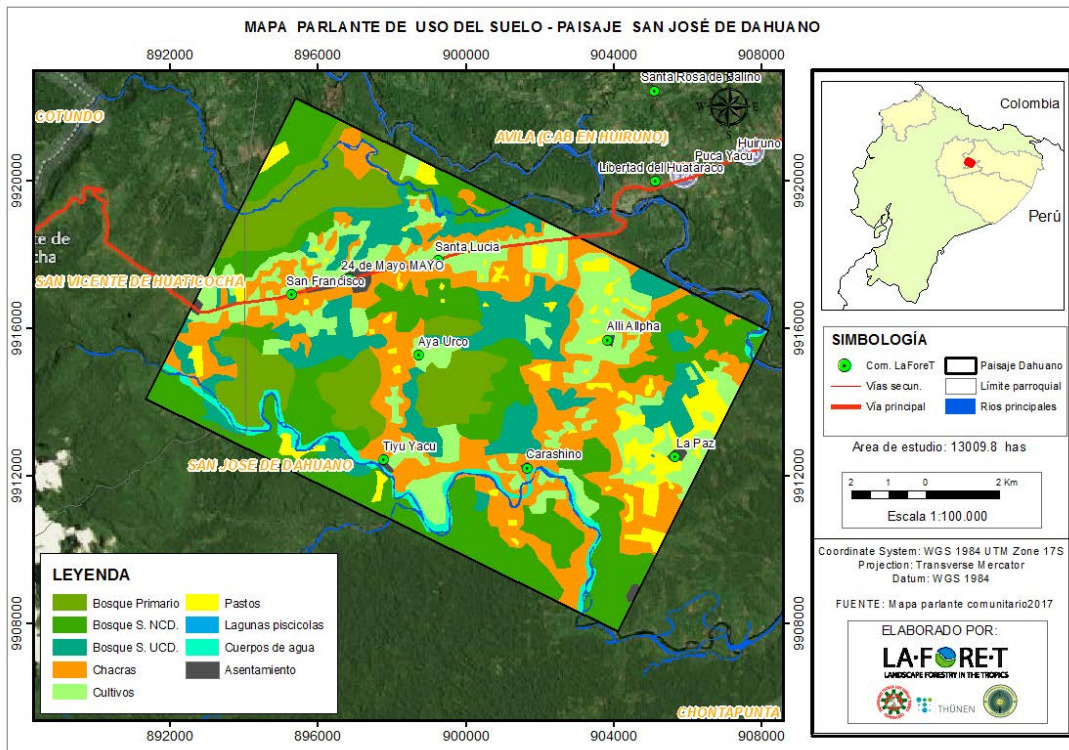 MAPA PARLANTE DE USO DEL SUELO - PAISAJE SAN JOSÉ DE DAHUANO
892000 896000 900000 904000 908000
9920000
9916000
9912000
9908000
COTUNDO
Santa Rosa de Balino
W E
S
AVILA (CAB EN HUIRUNO)
Huiruno
Puca Yacu
Libertad del Huataraco
te de
cha
Santa Lucia
24 de Mayo MAYO
SAN VICENTE DE HUATICOCHA
San Francisco
Alli Allpha
Aya Urco
Tiyu Yacu
La Paz
Carashino
SAN JOSE DE DAHUANO
CHONTAPUNTA
LEYENDA
Bosque Primario
Bosque S. NCD.
Bosque S. UCD.
Chacras
Cultivos
Pastos
Lagunas piscicolas
Cuerpos de agua
Asentamiento
892000 896000 900000 904000 908000
9920000
9916000
9912000
9908000
Colombia
Perú
SIMBOLOGÍA
Com. LaForeT
Vías secun.
Vía principal
Paisaje Dahuano
Límite parroquial
Rios principales
Area de estudio: 13009.8 has
2 1 0 2 Km
Escala 1:100.000
Coordinate System: WGS 1984 UTM Zone 17S
Projection: Transverse Mercator
Datum: WGS 1984
FUENTE: Mapa parlante comunitario2017
ELABORADO POR:
LA·FORE·T
LANDSCAPE FORESTRY IN THE TROPICS
THÜNEN